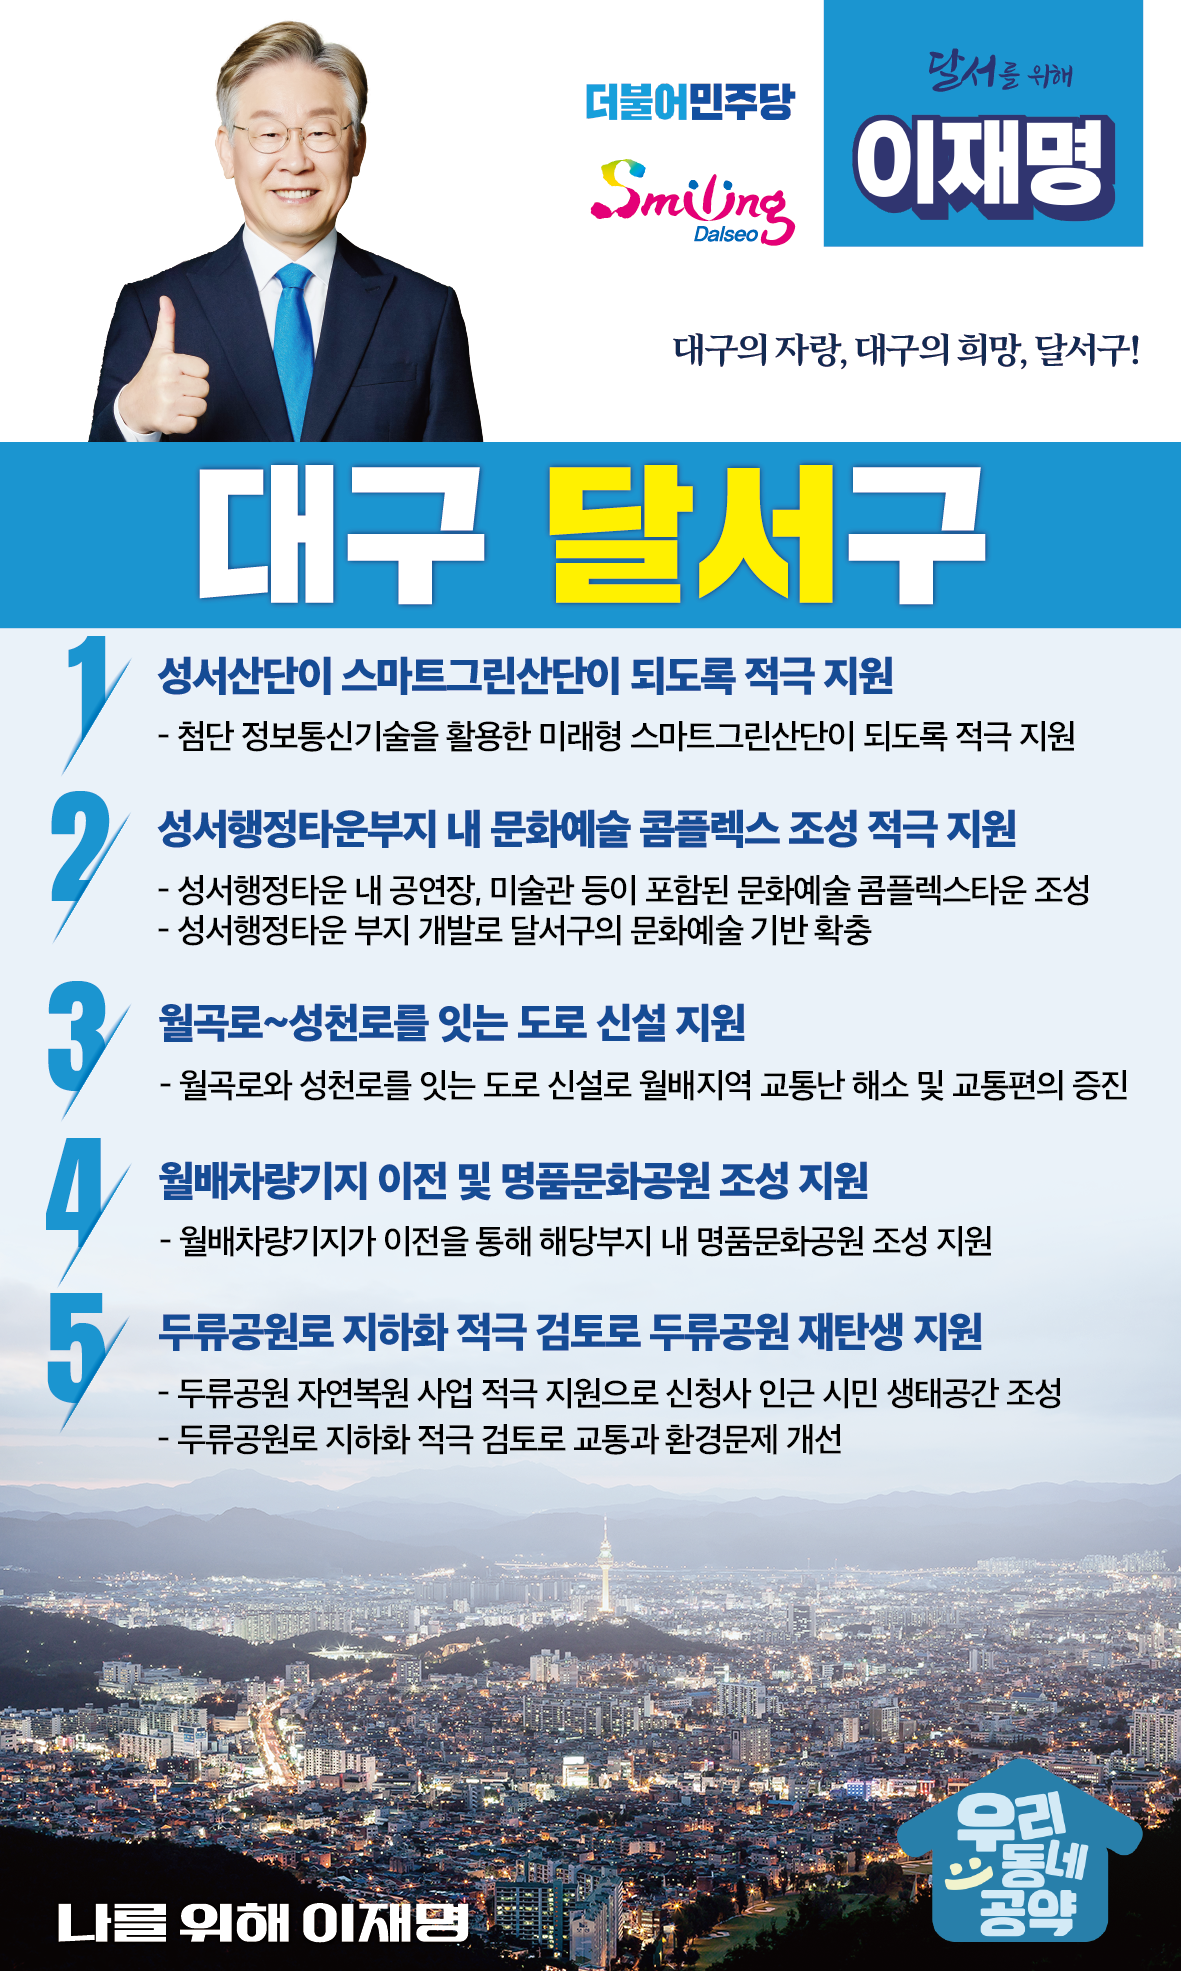 더불어민주당
Smiling
Dalseo
달서를 위해
이재명
대구의 자랑, 대구의 희망, 달서구!
대구 달서구
1 성서산단이 스마트그린산단이 되도록 적극 지원
- 첨단 정보통신기술을 활용한 미래형 스마트그린산단이 되도록 적극 지원
2 성서행정타운부지 내 문화예술 콤플렉스 조성 적극 지원
- 성서행정타운 내 공연장, 미술관 등이 포함된 문화예술 콤플렉스타운 조성
- 성서행정타운 부지 개발로 달서구의 문화예술 기반 확충
3 월곡로~성천로를 잇는 도로 신설 지원
- 월곡로와 성천로를 잇는 도로 신설로 월배지역 교통난 해소 및 교통편의 증진
4 월배차량기지 이전 및 명품문화공원 조성 지원
- 월배차량기지가 이전을 통해 해당부지 내 명품문화공원 조성 지원
5 두류공원로 지하화 적극 검토로 두류공원 재탄생 지원
- 두류공원 자연복원 사업 적극 지원으로 신청사 인근 시민 생태공간 조성
- 두류공원로 지하화 적극 검토로 교통과 환경문제 개선
우리
동네
공약
나를 위해 이재명